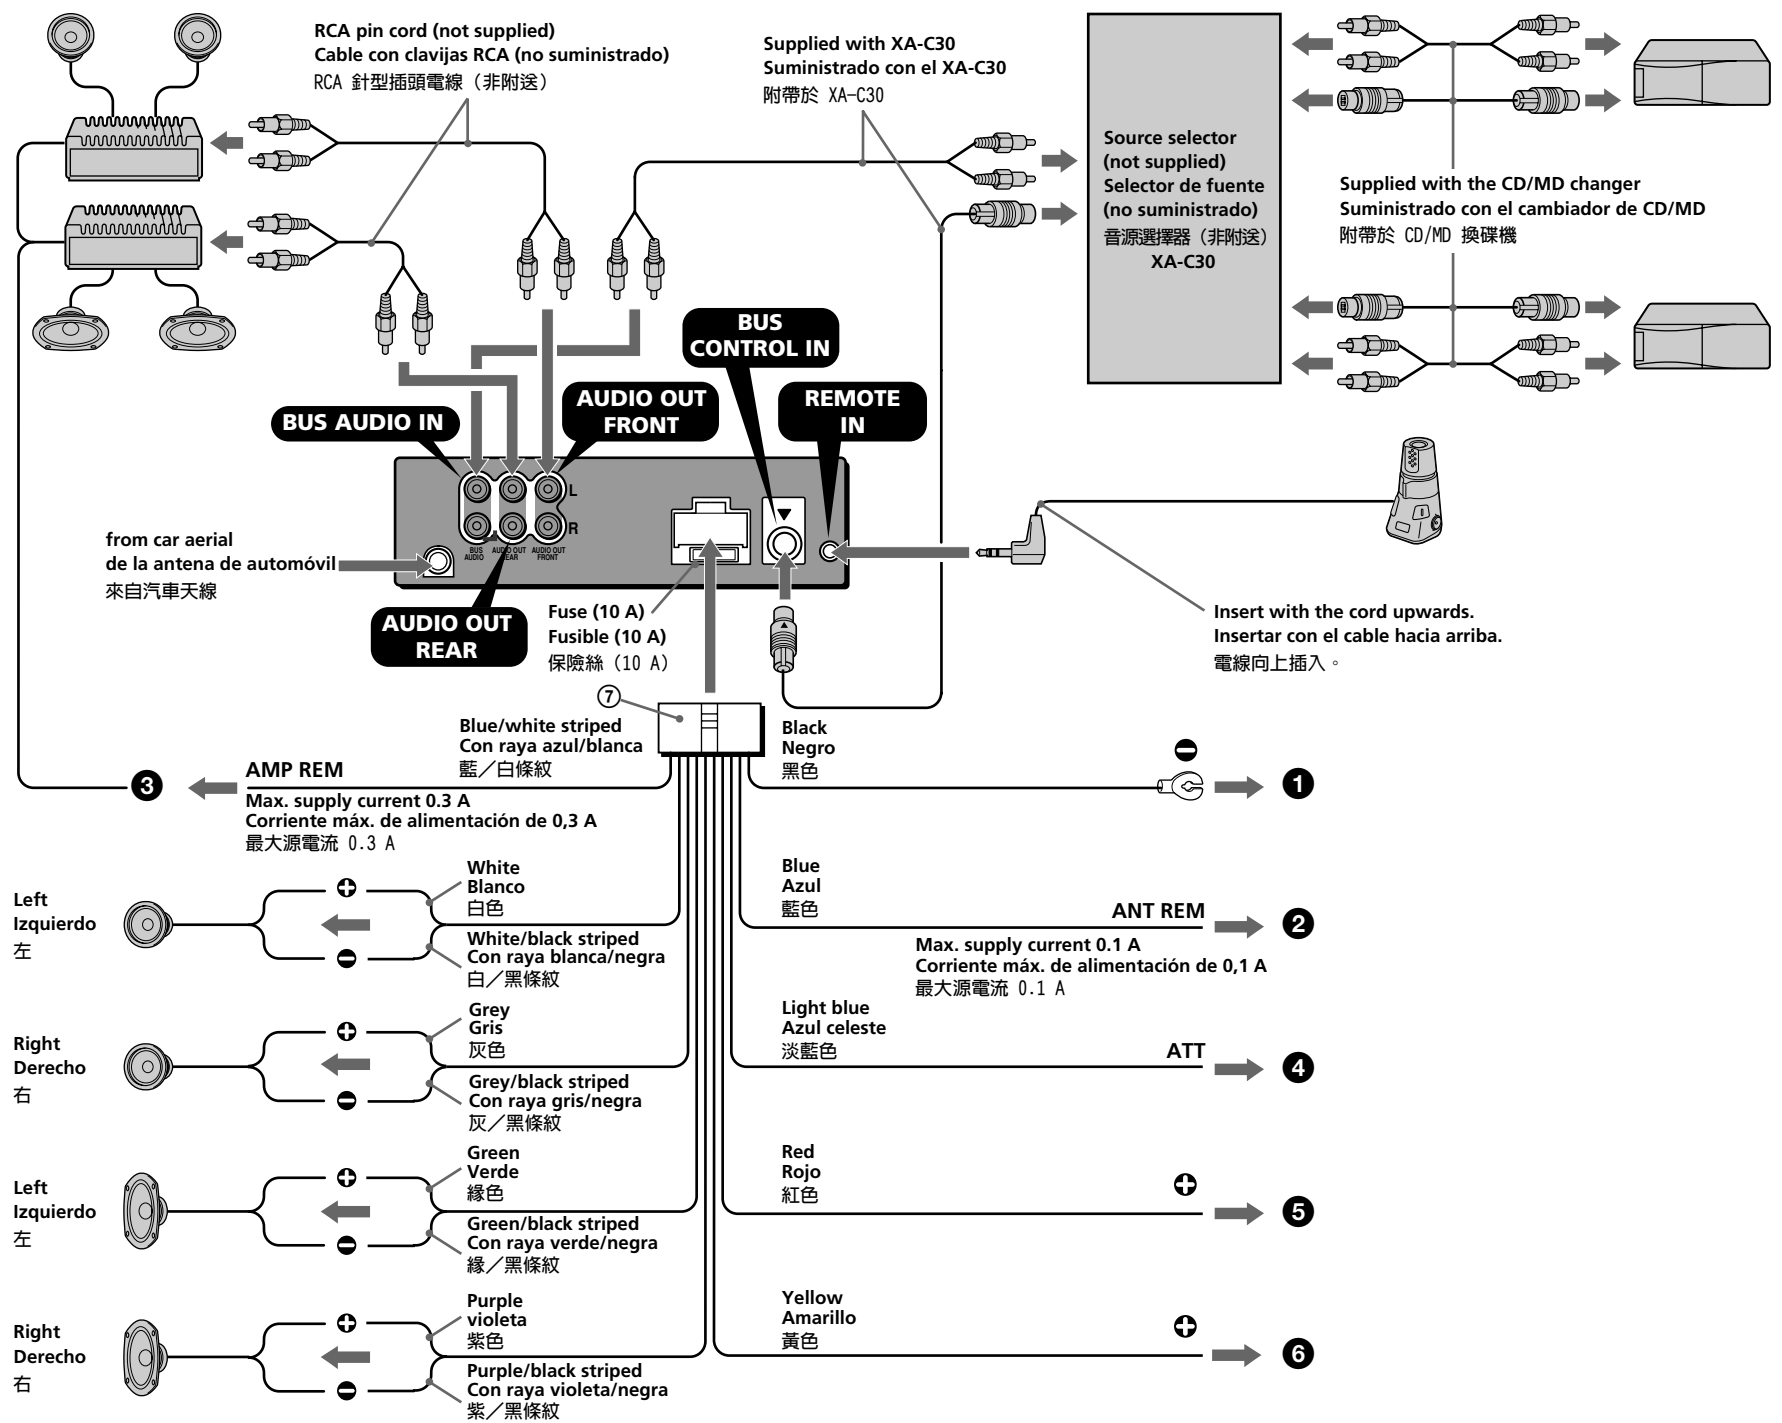 RCA pin cord (not supplied)
Cable con clavijas RCA (no suministrado)
RCA 針型插頭電線（非附送）
Supplied with XA-C30
Suministrado con el XA-C30
附帶於 XA-C30
Source selector
(not supplied)
Selector de fuente
(no suministrado)
音源選擇器（非附送）
XA-C30
Supplied with the CD/MD changer
Suministrado con el cambiador de CD/MD
附帶於 CD/MD 換碟機
BUS
CONTROL IN
BUS AUDIO IN
AUDIO OUT
FRONT
REMOTE
IN
L
R
BUS
AUDIO
AUDIO OUT
REAR
AUDIO OUT
FRONT
from car aerial
de la antena de automóvil
來自汽車天線
AUDIO OUT
REAR
Fuse (10 A)
Fusible (10 A)
保險絲（10 A）
Insert with the cord upwards.
Insertar con el cable hacia arriba.
電線向上插入。
⑦
Blue/white striped
Con raya azul/blanca
藍／白條紋
Black
Negro
黑色
❸
AMP REM
❶
Max. supply current 0.3 A
Corriente máx. de alimentación de 0,3 A
最大源電流 0.3 A
Left
Izquierdo
左
White
Blanco
白色
White/black striped
Con raya blanca/negra
白／黑條紋
Blue
Azul
藍色
ANT REM
❷
Max. supply current 0.1 A
Corriente máx. de alimentación de 0,1 A
最大源電流 0.1 A
Right
Derecho
右
Grey
Gris
灰色
Grey/black striped
Con raya gris/negra
灰／黑條紋
Light blue
Azul celeste
淡藍色
ATT
❹
Left
Izquierdo
左
Green
Verde
緣色
Green/black striped
Con raya verde/negra
緣／黑條紋
Red
Rojo
紅色
❺
Right
Derecho
右
Purple
violeta
紫色
Purple/black striped
Con raya violeta/negra
紫／黑條紋
Yellow
Amarillo
黃色
❻